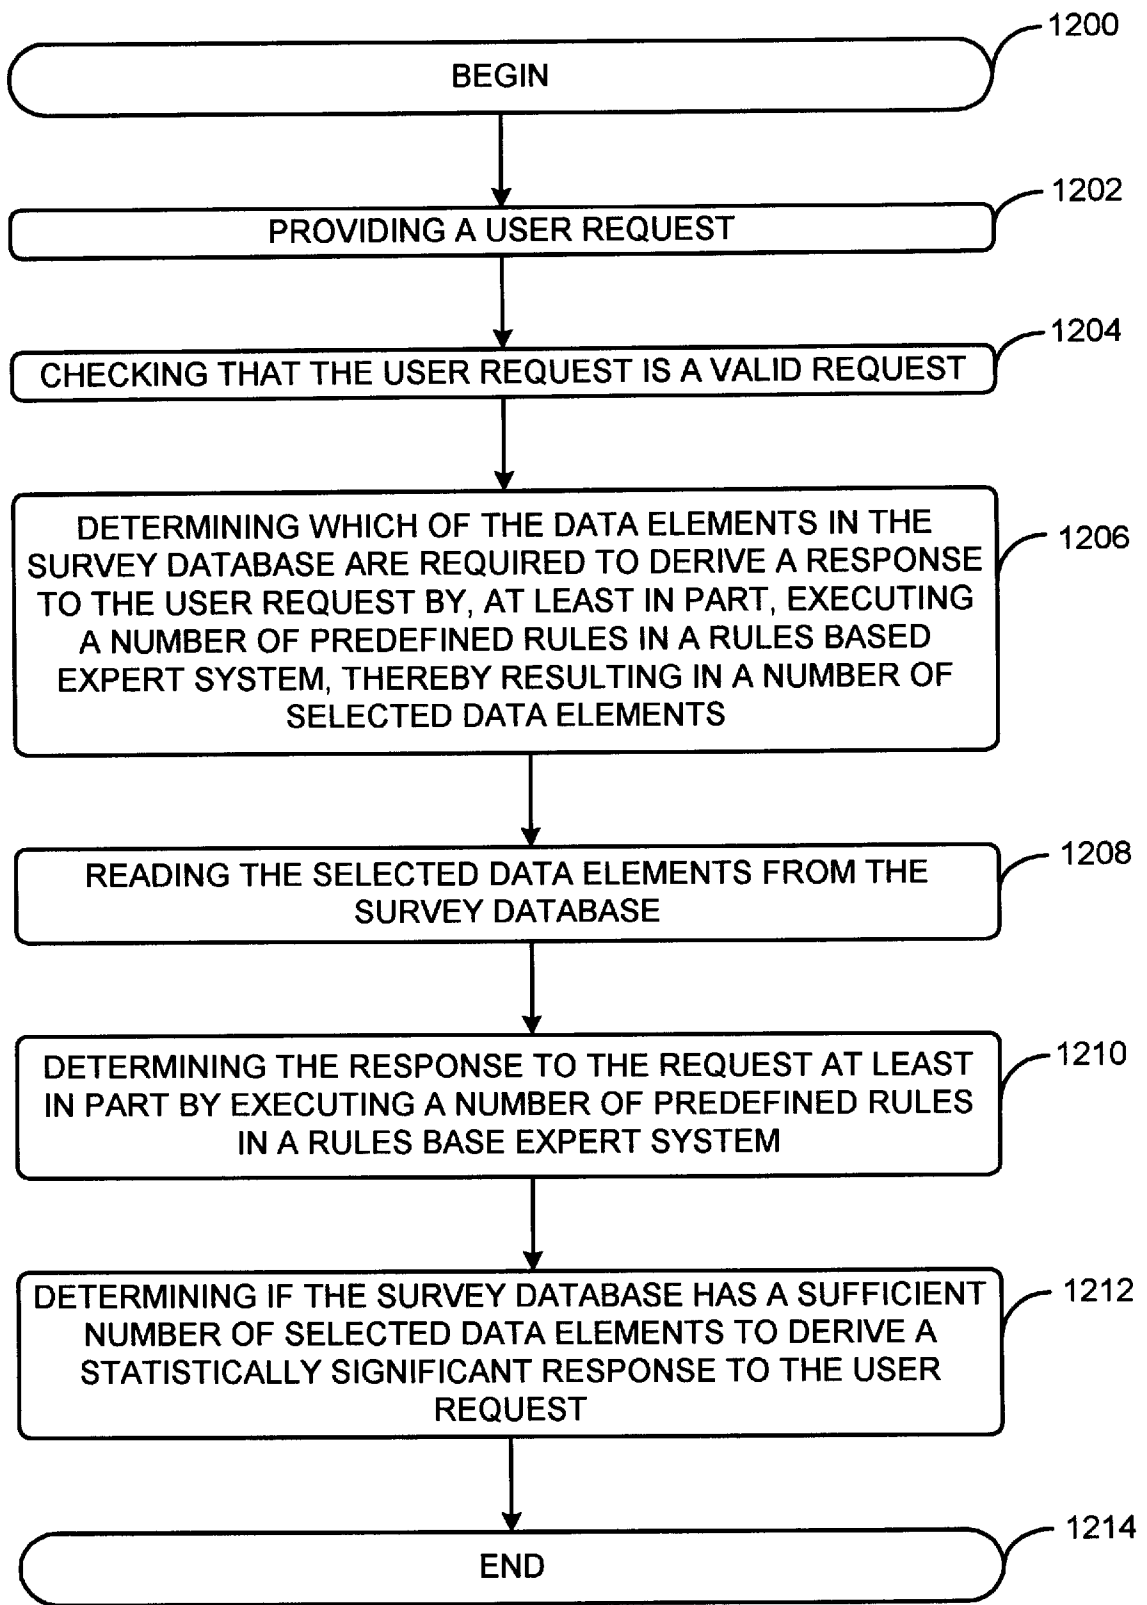 1200
BEGIN
1202
PROVIDING A USER REQUEST
1204
CHECKING THAT THE USER REQUEST IS A VALID REQUEST
DETERMINING WHICH OF THE DATA ELEMENTS IN THE
SURVEY DATABASE ARE REQUIRED TO DERIVE A RESPONSE
TO THE USER REQUEST BY, AT LEAST IN PART, EXECUTING
A NUMBER OF PREDEFINED RULES IN A RULES BASED
EXPERT SYSTEM, THEREBY RESULTING IN A NUMBER OF
SELECTED DATA ELEMENTS
1206
READING THE SELECTED DATA ELEMENTS FROM THE
SURVEY DATABASE
1208
DETERMINING THE RESPONSE TO THE REQUEST AT LEAST
IN PART BY EXECUTING A NUMBER OF PREDEFINED RULES
IN A RULES BASE EXPERT SYSTEM
1210
DETERMINING IF THE SURVEY DATABASE HAS A SUFFICIENT
NUMBER OF SELECTED DATA ELEMENTS TO DERIVE A
STATISTICALLY SIGNIFICANT RESPONSE TO THE USER
REQUEST
1212
END
1214